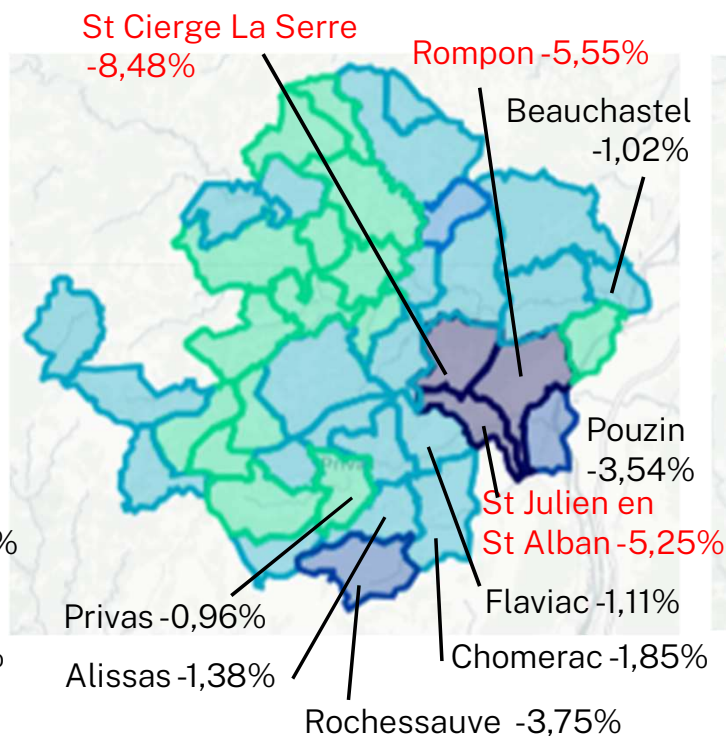 St Cierge La Serre
-8,48%
Rompon -5,55%
Beauchastel
-1,02%
Privas
Pouzin
-3,54%
St Julien en
St Alban -5,25%
%
Flaviac -1,11%
Privas -0,96%
%
Chomerac -1,85%
Alissas -1,38%
Rochessauve -3,75%